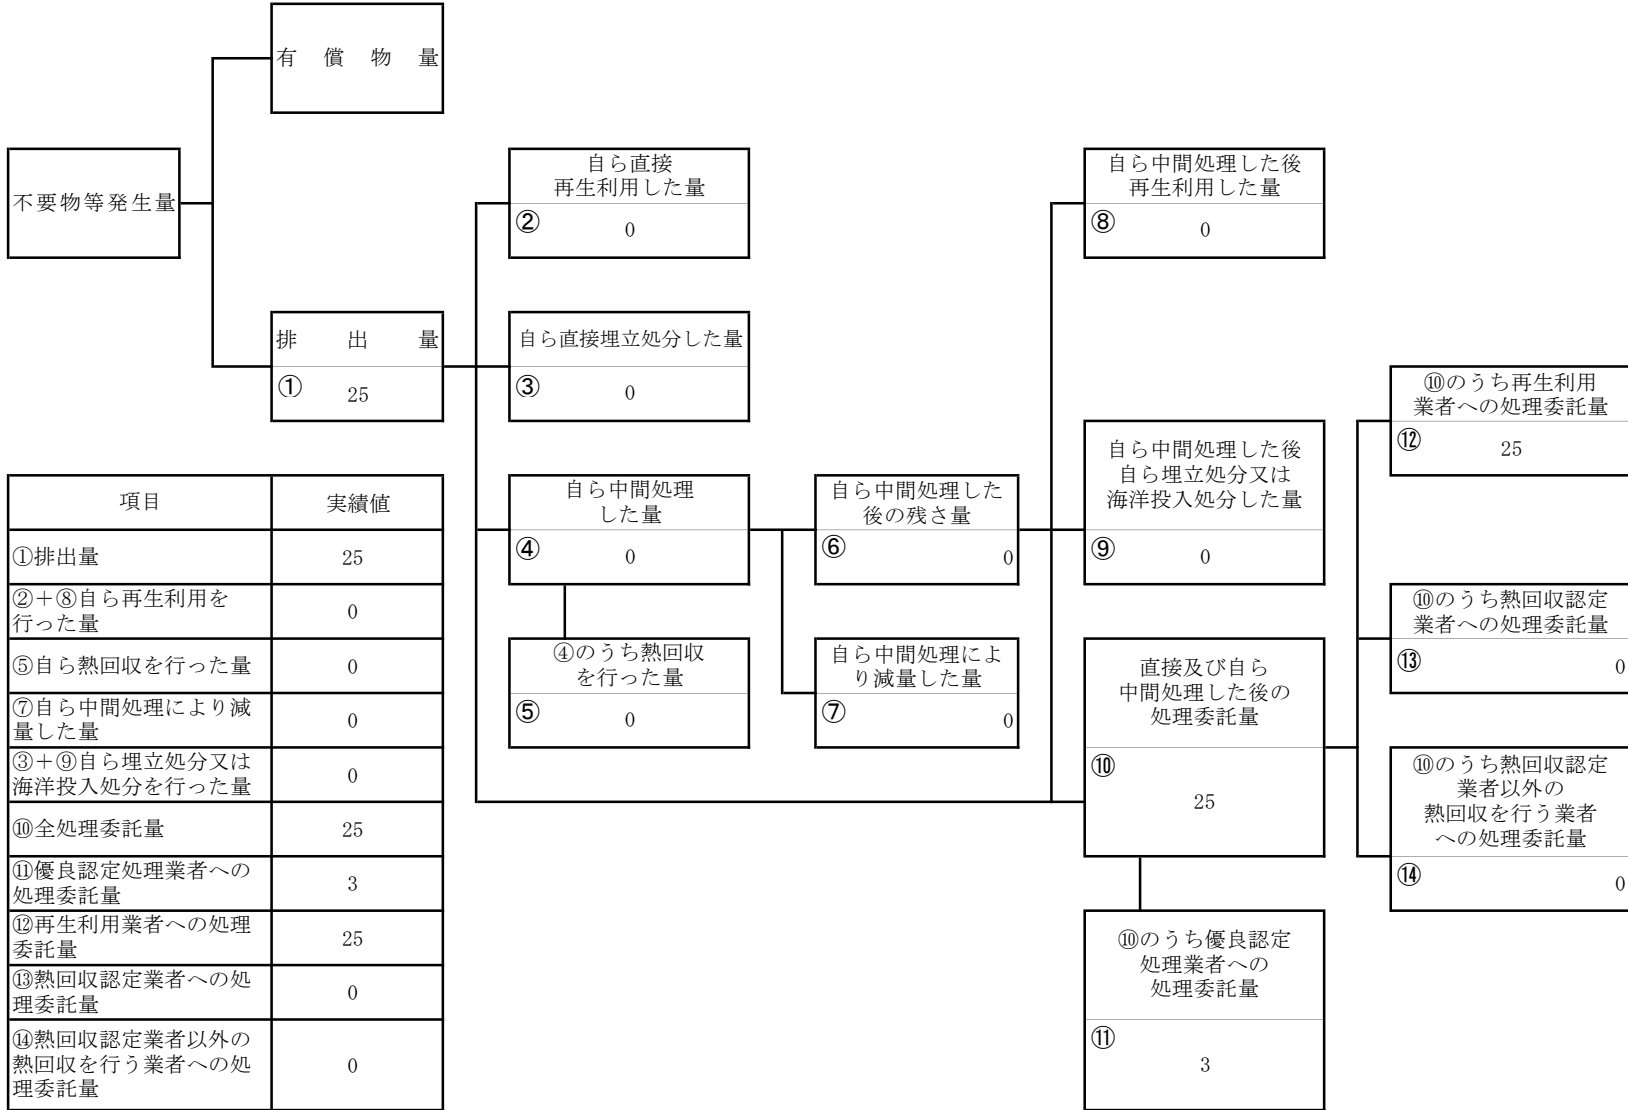 有償物量
不要物等発生量
排出量
①
25
自ら直接
再生利用した量
②
0
自ら直接埋立処分した量
③
0
自ら中間処理
した量
④
0
④のうち熱回収
を行った量
⑤
0
自ら中間処理した
後の残さ量
⑥
0
自ら中間処理によ
り減量した量
⑦
0
自ら中間処理した後
再生利用した量
⑧
0
自ら中間処理した後
自ら埋立処分又は
海洋投入処分した量
⑨
0
直接及び自ら
中間処理した後の
処理委託量
⑩
25
⑩のうち優良認定
処理業者への
処理委託量
⑪
3
⑩のうち再生利用
業者への処理委託量
⑫
25
⑩のうち熱回収認定
業者への処理委託量
⑬
0
⑩のうち熱回収認定
業者以外の
熱回収を行う業者
への処理委託量
⑭
0
項目 実績値
①排出量 25
②＋⑧自ら再生利用を
行った量 0
⑤自ら熱回収を行った量 0
⑦自ら中間処理により減
量した量 0
③＋⑨自ら埋立処分又は
海洋投入処分を行った量 0
⑩全処理委託量 25
⑪優良認定処理業者への
処理委託量 3
⑫再生利用業者への処理
委託量 25
⑬熱回収認定業者への処
理委託量 0
⑭熱回収認定業者以外の
熱回収を行う業者への処
理委託量 0